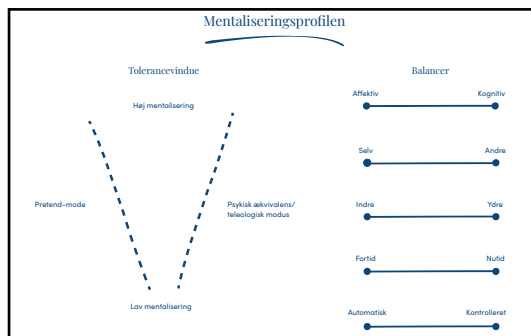 Mentaliseringsprofilen
Tolerancevindue
Høj mentalisering
Pretend-mode
Psykisk ækvivalens/
teleologisk modus
Lav mentalisering
Balancer
Affektiv Kognitiv
Selv Andre
Indre Ydre
Fortid Nutid
Automatisk Kontrolleret